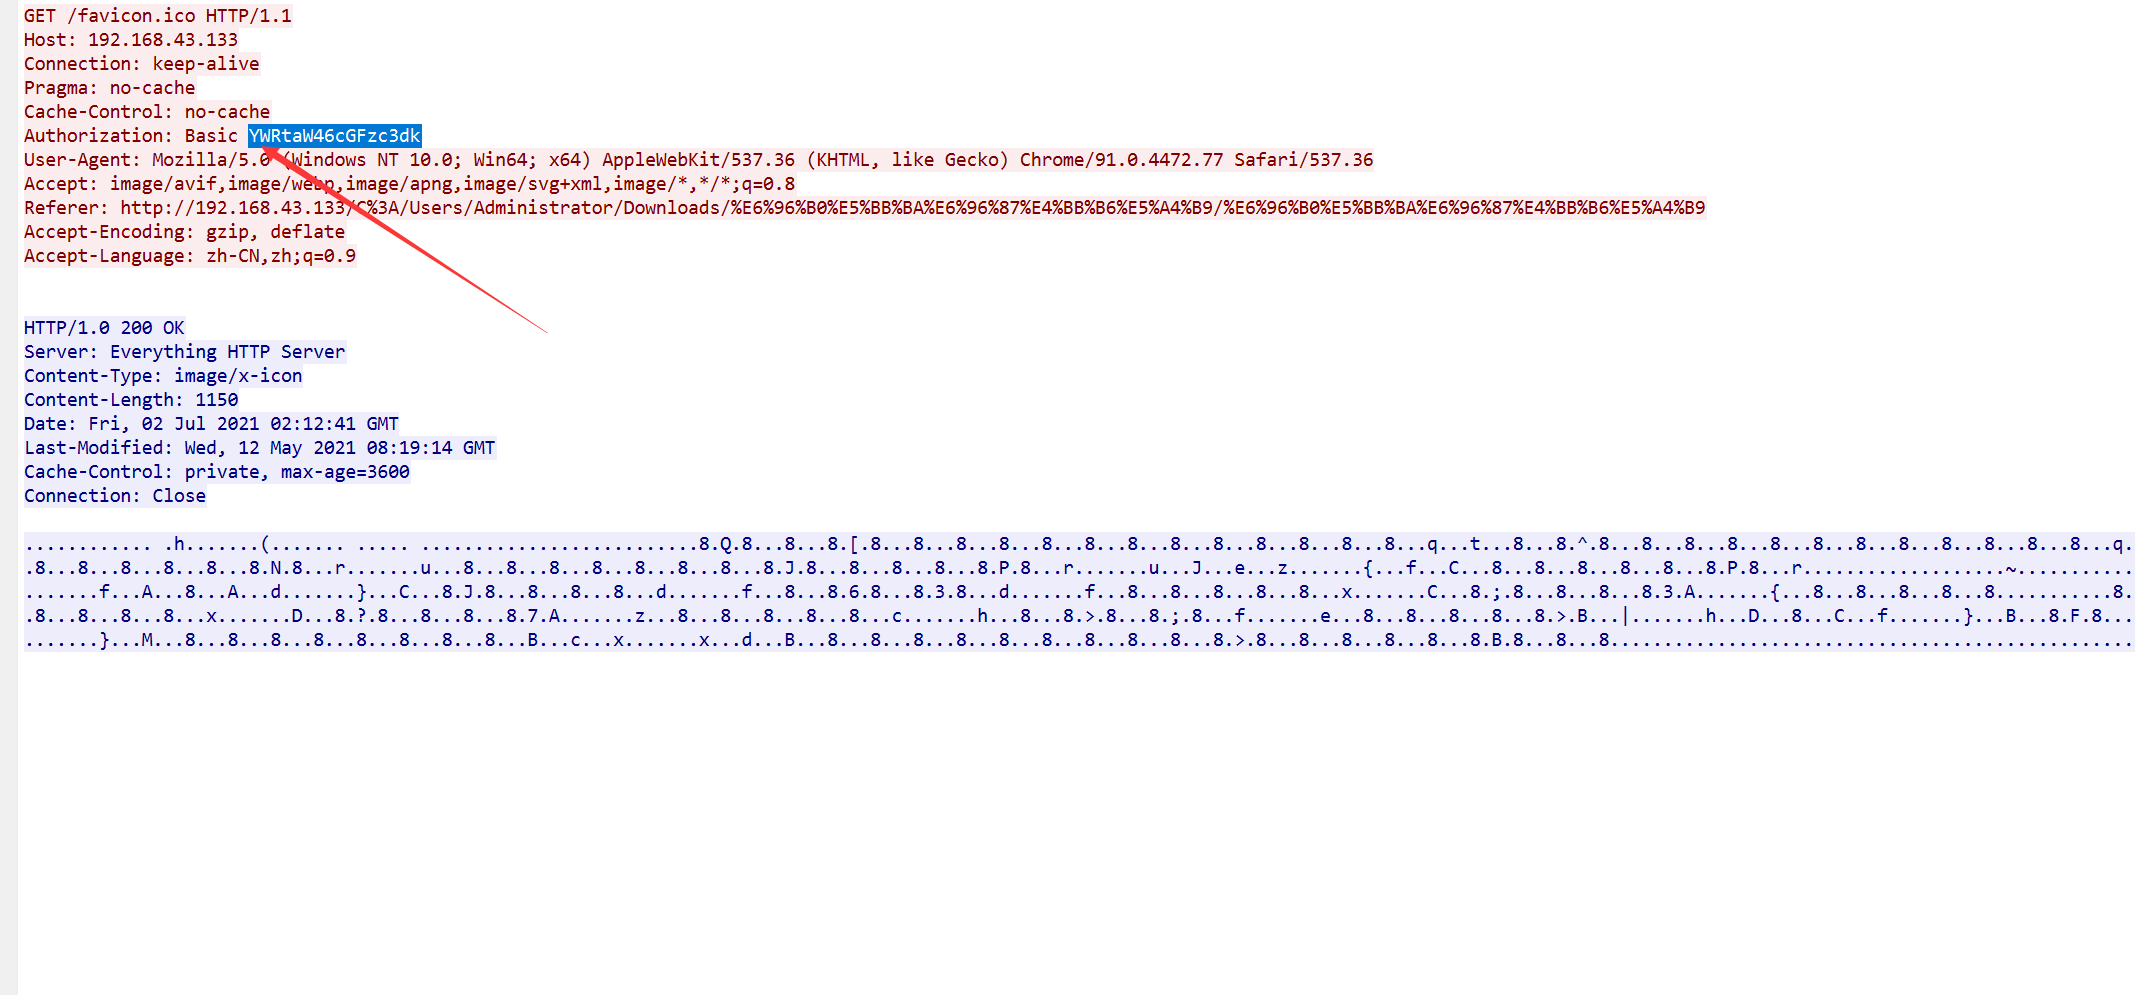 GET /favicon.ico HTTP/1.1
Host: 192.168.43.133
Connection: keep-alive
Pragma: no-cache
Cache-Control: no-cache
Authorization: Basic YWRtaW46cGFzc3dk
User-Agent: Mozilla/5.0 (Windows NT 10.0; Win64; x64) AppleWebKit/537.36 (KHTML, like Gecko) Chrome/91.0.4472.77 Safari/537.36
Accept: image/avif,image/webp,image/apng,image/svg+xml,image/*,*/*;q=0.8
Referer: http://192.168.43.133/C%3A/Users/Administrator/Downloads/%E6%96%B0%E5%BB%BA%E6%96%87%E4%BB%B6%E5%A4%B9/%E6%96%B0%E5%BB%BA%E6%96%87%E4%BB%B6%E5%A4%B9
Accept-Encoding: gzip, deflate
Accept-Language: zh-CN,zh;q=0.9
HTTP/1.0 200 OK
Server: Everything HTTP Server
Content-Type: image/x-icon
Content-Length: 1150
Date: Fri, 02 Jul 2021 02:12:41 GMT
Last-Modified: Wed, 12 May 2021 08:19:14 GMT
Cache-Control: private, max-age=3600
Connection: Close
............ .h.......(....... ..... ..........................8.Q.8...8...8.[.8...8...8...8...8...8...8...8...8...8...8...8...8...q...t...8...8.^.8...8...8...8...8...8...8...8...8...8...8...8...q.
.8...8...8...8...8...8.N.8...r.......u...8...8...8...8...8...8...8...8.J.8...8...8...8...8.P.8...r.......u...J...e...z.......{...f...C...8...8...8...8...8...8.P.8...r...................~...........
.......f...A...8...A...d.......}...C...8.J.8...8...8...8...d.......f...8...8.6.8...8.3.8...d.......f...8...8...8...8...8...x.......C...8.;.8...8...8...8.3.A.......{...8...8...8...8...8...........8.
.8...8...8...8...x.......D...8.?.8...8...8...8.7.A........z...8...8...8...8...8...c.......h...8...8.>.8...8.;.8...f.......e...8...8...8...8...8.>.B...|.......h...D...8...C...f.......}...B...8.F.8...
.......}...M...8...8...8...8...8...8...8...8...B...c...x.......x...d...B...8...8...8...8...8...8...8...8...8...8.>.8...8...8...8...8...8.B.8...8...8.................................................